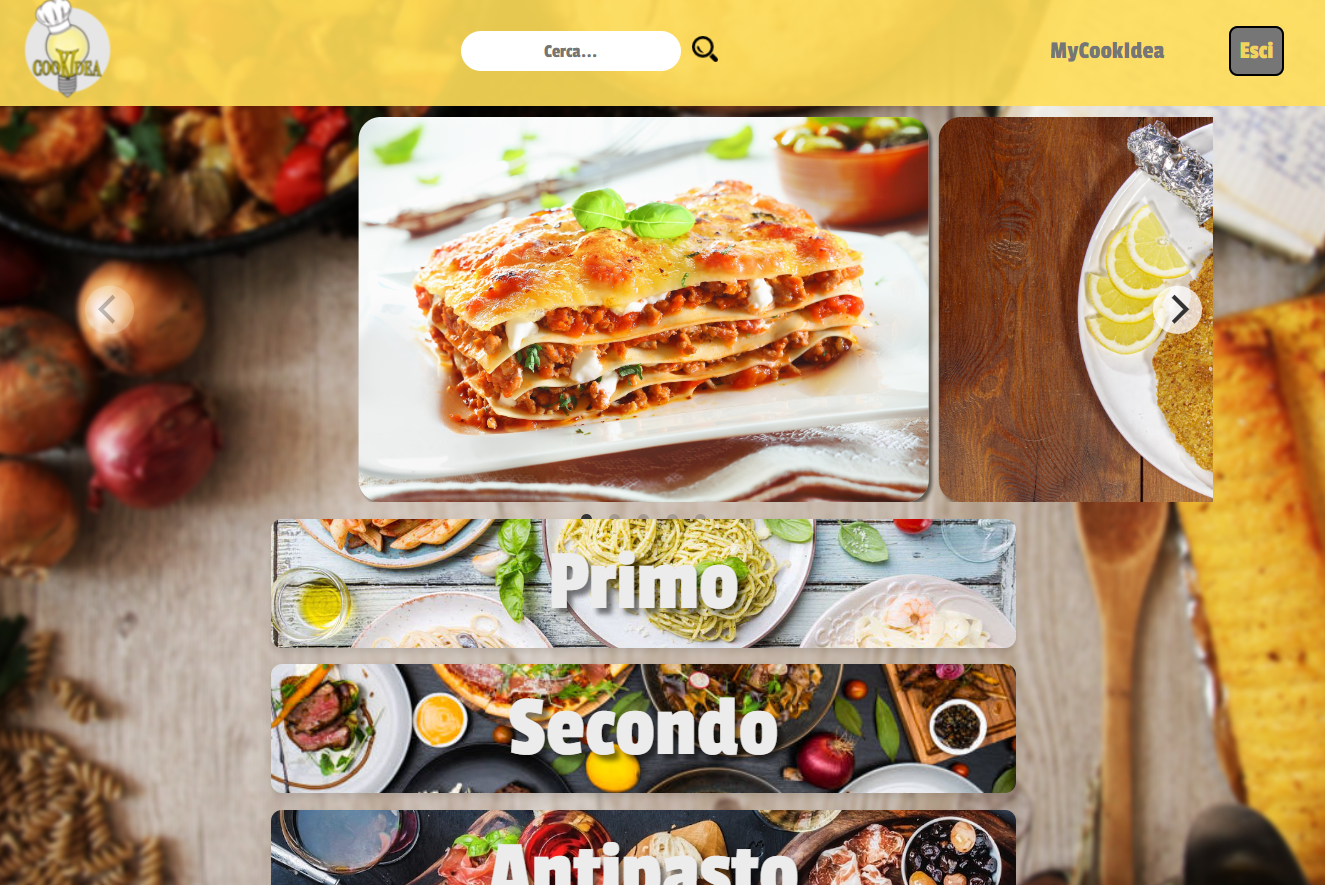 COOKIDEA
Cerca...
MyCookIdea
Esci
Primo
Secondo
Antipasto